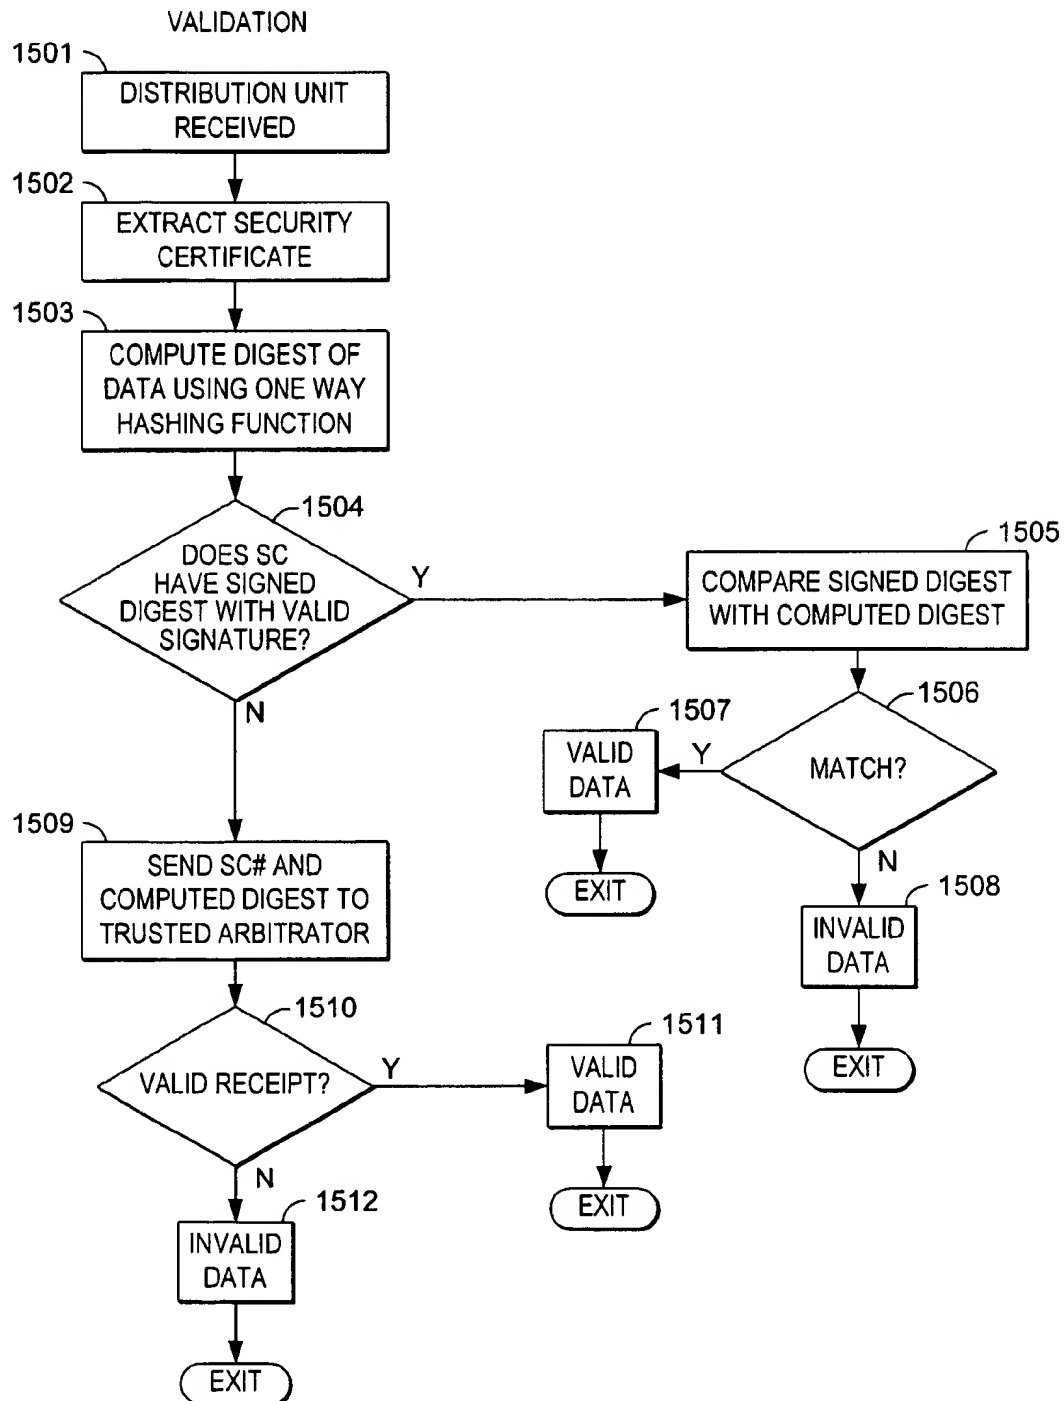 VALIDATION
1501
DISTRIBUTION UNIT
RECEIVED
1502
EXTRACT SECURITY
CERTIFICATE
1503
COMPUTE DIGEST OF
DATA USING ONE WAY
HASHING FUNCTION
1504
DOES SC
HAVE SIGNED
DIGEST WITH VALID
SIGNATURE?
Y
N
1505
COMPARE SIGNED DIGEST
WITH COMPUTED DIGEST
1506
MATCH?
Y
N
1507
VALID
DATA
EXIT
1508
INVALID
DATA
EXIT
1509
SEND SC# AND
COMPUTED DIGEST TO
TRUSTED ARBITRATOR
1510
VALID RECEIPT?
Y
N
1511
VALID
DATA
EXIT
1512
INVALID
DATA
EXIT